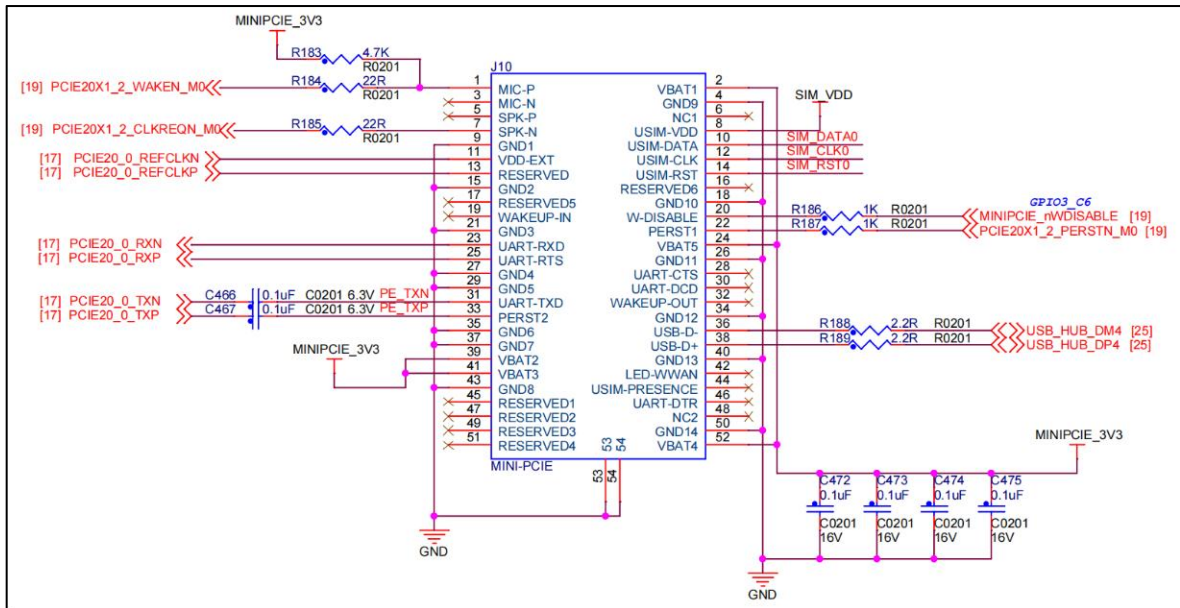 MINIPCIE_3V3
R183 4.7K
R0201
[19] PCIE20X1_2_WAKEN_M0 R184 22R
R0201
[19] PCIE20X1_2_CLKREQN_M0 R185 22R
R0201
[17] PCIE20_0_REFCLKN
[17] PCIE20_0_REFCLKP
[17] PCIE20_0_RXN
[17] PCIE20_0_RXP
[17] PCIE20_0_TXN C466 0.1uF C0201 6.3V PE_TXN
[17] PCIE20_0_TXP C467 0.1uF C0201 6.3V PE_TXP
MINIPCIE_3V3
J10
1 MIC-P VBAT1 2
3 MIC-N GND9 4
5 SPK-P NC1 6
7 SPK-N USIM-VDD 8
9 GND1 USIM-DATA 10
11 VDD-EXT USIM-CLK 12
13 RESERVED USIM-RST 14
15 GND2 RESERVED6 16
17 RESERVED5 GND10 18
19 WAKEUP-IN W-DISABLE 20
21 GND3 PERST1 22
23 UART-RXD VBAT5 24
25 UART-RTS GND11 26
27 GND4 UART-CTS 28
29 GND5 UART-DCD 30
31 UART-TXD WAKEUP-OUT 32
33 PERST2 GND12 34
35 GND6 USB-D- 36
37 GND7 USB-D+ 38
39 VBAT2 GND13 40
41 VBAT3 LED-WWAN 42
43 GND8 USIM-PRESENCE 44
45 RESERVED1 UART-DTR 46
47 RESERVED2 NC2 48
49 RESERVED3 GND14 50
51 RESERVED4 VBAT4 52
53 54
MINI-PCIE
53 54
GND
SIM_VDD
SIM_DATA0
SIM_CLK0
SIM_RST0
GPIO3_C6
R186 1K R0201 MINIPCIE_nWDISABLE [19]
R187 1K R0201 PCIE20X1_2_PERSTN_M0 [19]
R188 2.2R R0201 USB_HUB_DM4 [25]
R189 2.2R R0201 USB_HUB_DP4 [25]
MINIPCIE_3V3
C472 C473 C474 C475
0.1uF 0.1uF 0.1uF 0.1uF
C0201 C0201 C0201 C0201
16V 16V 16V 16V
GND